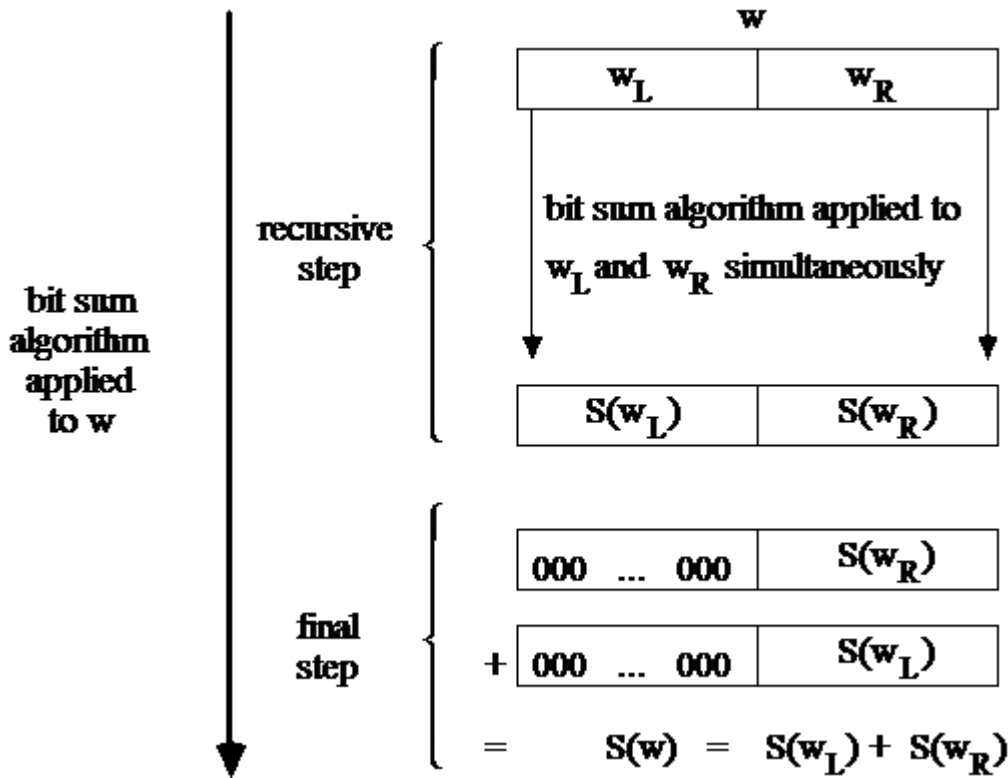 w
w_L w_R
bit sum algorithm applied to
w_L and w_R simultaneously
recursive
step
bit sum
algorithm
applied
to w
S(w_L) S(w_R)
000 ... 000 S(w_R)
final
step
+ 000 ... 000 S(w_L)
= S(w) = S(w_L) + S(w_R)